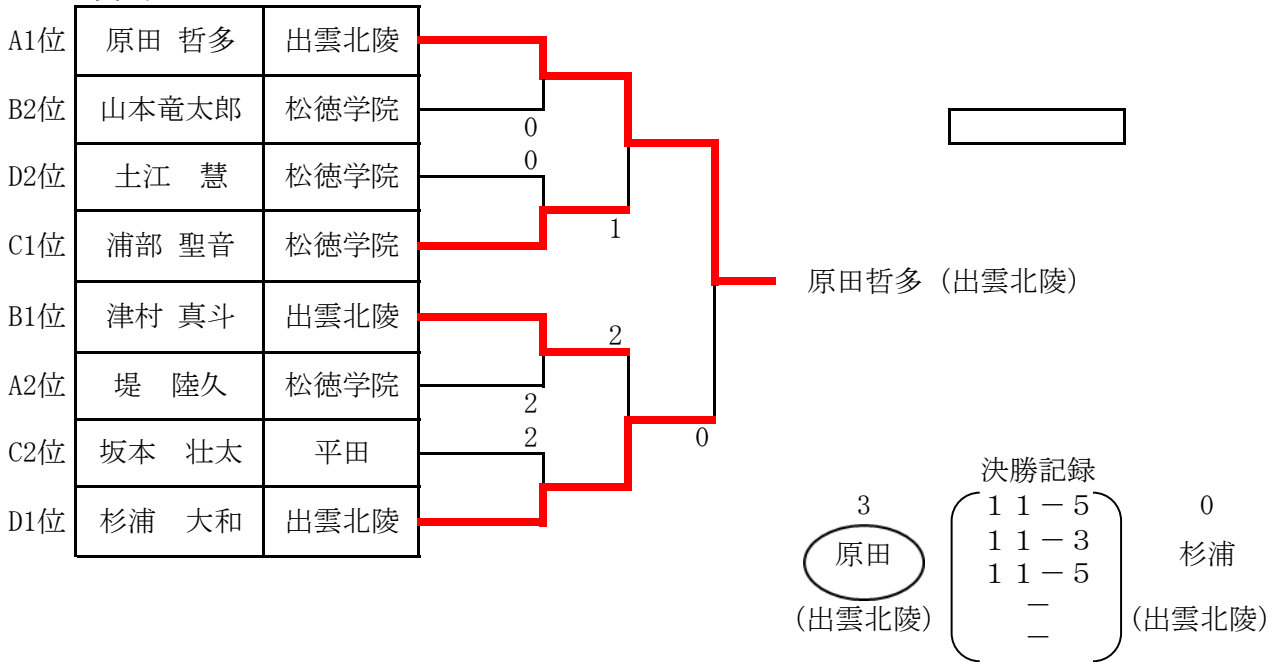 A1位 原田 哲多 出雲北陵
B2位 山本竜太郎 松徳学院
0
D2位 土江 慧 松徳学院
0
C1位 浦部 聖音 松徳学院
1
B1位 津村 真斗 出雲北陵
2
A2位 堤 陸久 松徳学院
2
C2位 坂本 壮太 平田
2
D1位 杉浦 大和 出雲北陵
0
原田哲多(出雲北陵)
決勝記録
3 11-5 0
原田 11-3 杉浦
11-5
(出雲北陵) - (出雲北陵)
-